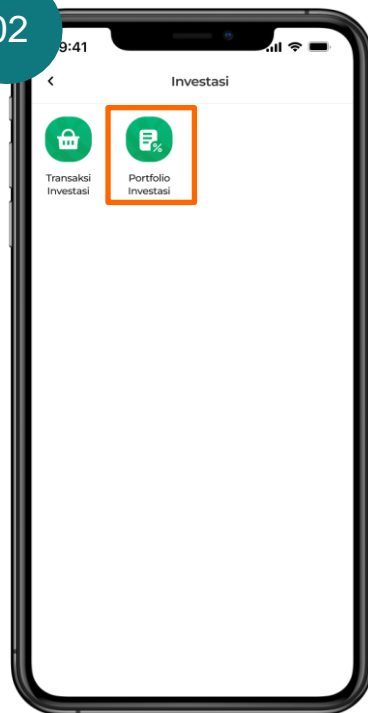 02
9:41
Investasi
Transaksi
Investasi
Portfolio
Investasi